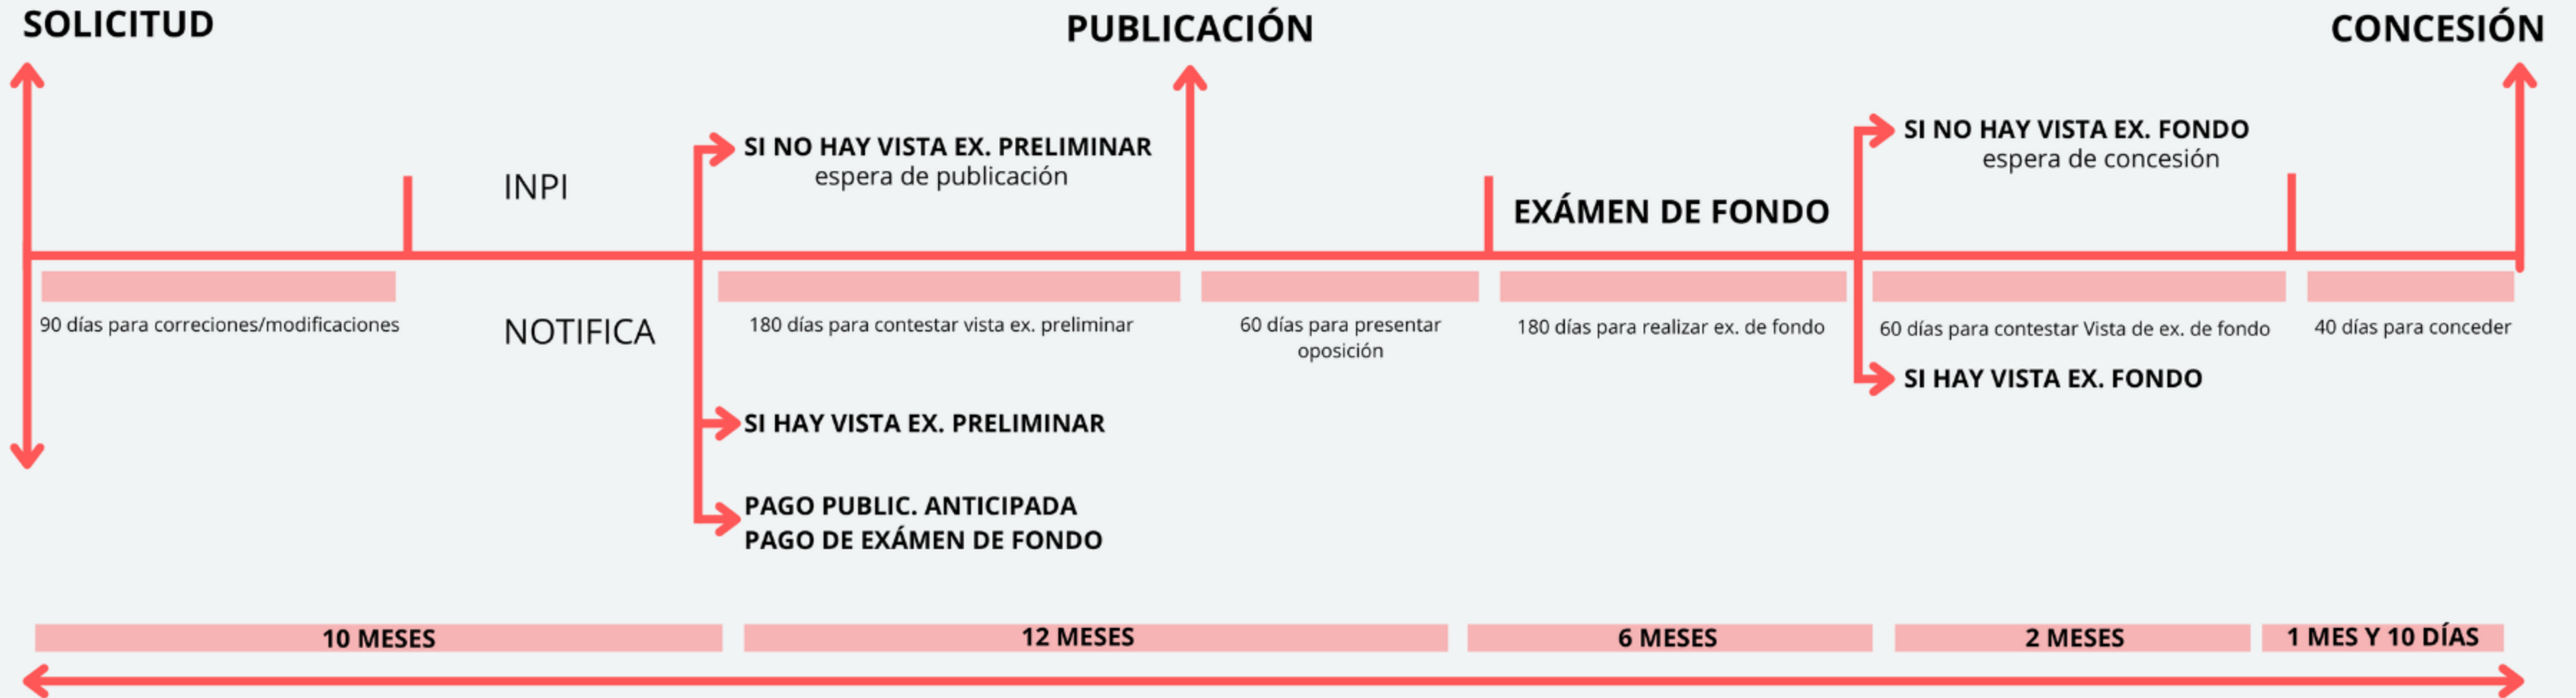 SOLICITUD
PUBLICACIÓN
CONCESIÓN
INPI
NOTIFICA
SI NO HAY VISTA EX. PRELIMINAR
espera de publicación
EXÁMEN DE FONDO
SI NO HAY VISTA EX. FONDO
espera de concesión
90 días para correciones/modificaciones
180 días para contestar vista ex. preliminar
60 días para presentar
oposición
180 días para realizar ex. de fondo
60 días para contestar Vista de ex. de fondo
40 días para conceder
SI HAY VISTA EX. FONDO
SI HAY VISTA EX. PRELIMINAR
PAGO PUBLIC. ANTICIPADA
PAGO DE EXÁMEN DE FONDO
10 MESES
12 MESES
6 MESES
2 MESES
1 MES Y 10 DÍAS